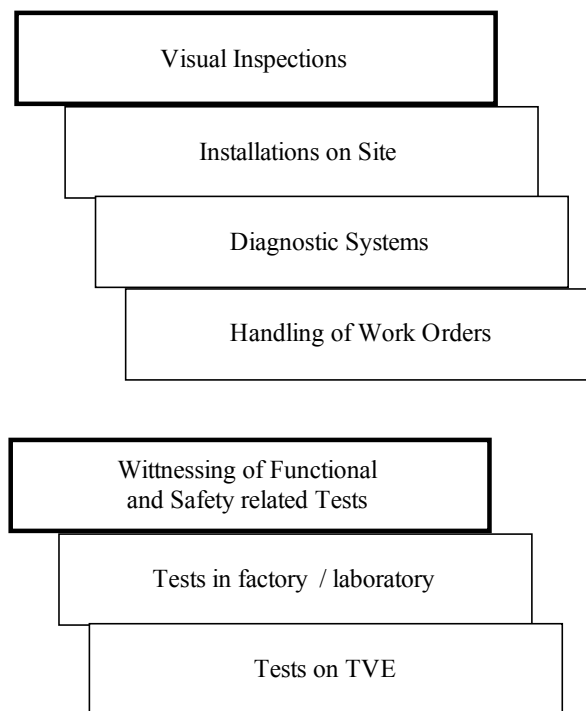 Visual Inspections
Installations on Site
Diagnostic Systems
Handling of Work Orders
Wittnessing of Functional
and Safety related Tests
Tests in factory / laboratory
Tests on TVE